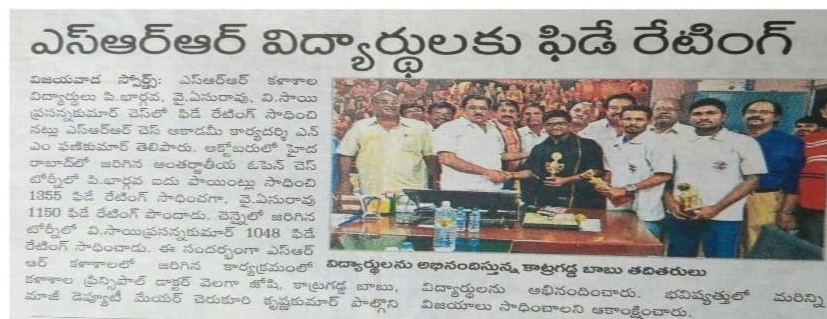 ఎస్ఆర్ఆర్ విద్యార్థులకు ఫిడే రేటింగ్
విజయవాడ స్పోర్ట్స్: ఎస్ఆర్ఆర్ కళాశాల
విద్యార్థులు పి.భార్గవ, వై.ఏసురావు, వి.సాయి
ప్రసన్నకుమార్ చెస్‌లో ఫిడే రేటింగ్ సాధించి
నట్లు ఎస్ఆర్ఆర్ చెస్ అకాడమీ కార్యదర్శి ఎన్
ఎం ఫణికుమార్ తెలిపారు. అక్టోబరులో హైద
రాబాద్‌లో జరిగిన అంతర్జాతీయ ఓపెన్ చెస్
టోర్నీలో పి.భార్గవ ఐదు పాయింట్లు సాధించి
1355 ఫిడే రేటింగ్ సాధించగా, వై.ఏసురావు
1150 ఫిడే రేటింగ్ పొందాడు. చెన్నైలో జరిగిన
టోర్నీలో వి.సాయిప్రసన్నకుమార్ 1048 ఫిడే
రేటింగ్ సాధించాడు. ఈ సందర్భంగా ఎస్ఆర్
ఆర్ కళాశాలలో జరిగిన కార్యక్రమంలో
కళాశాల ప్రిన్సిపాల్ డాక్టర్ వెలగా జోషి, కాట్రగడ్డ బాబు,
మాజీ డెప్యూటీ మేయర్ చెరుకూరి కృష్ణకుమార్ పాల్గొని
విద్యార్థులను అభినందిస్తున్న కాట్రగడ్డ బాబు తదితరులు
విద్యార్థులను అభినందించారు. భవిష్యత్తులో మరిన్ని
విజయాలు సాధించాలని ఆకాంక్షించారు.